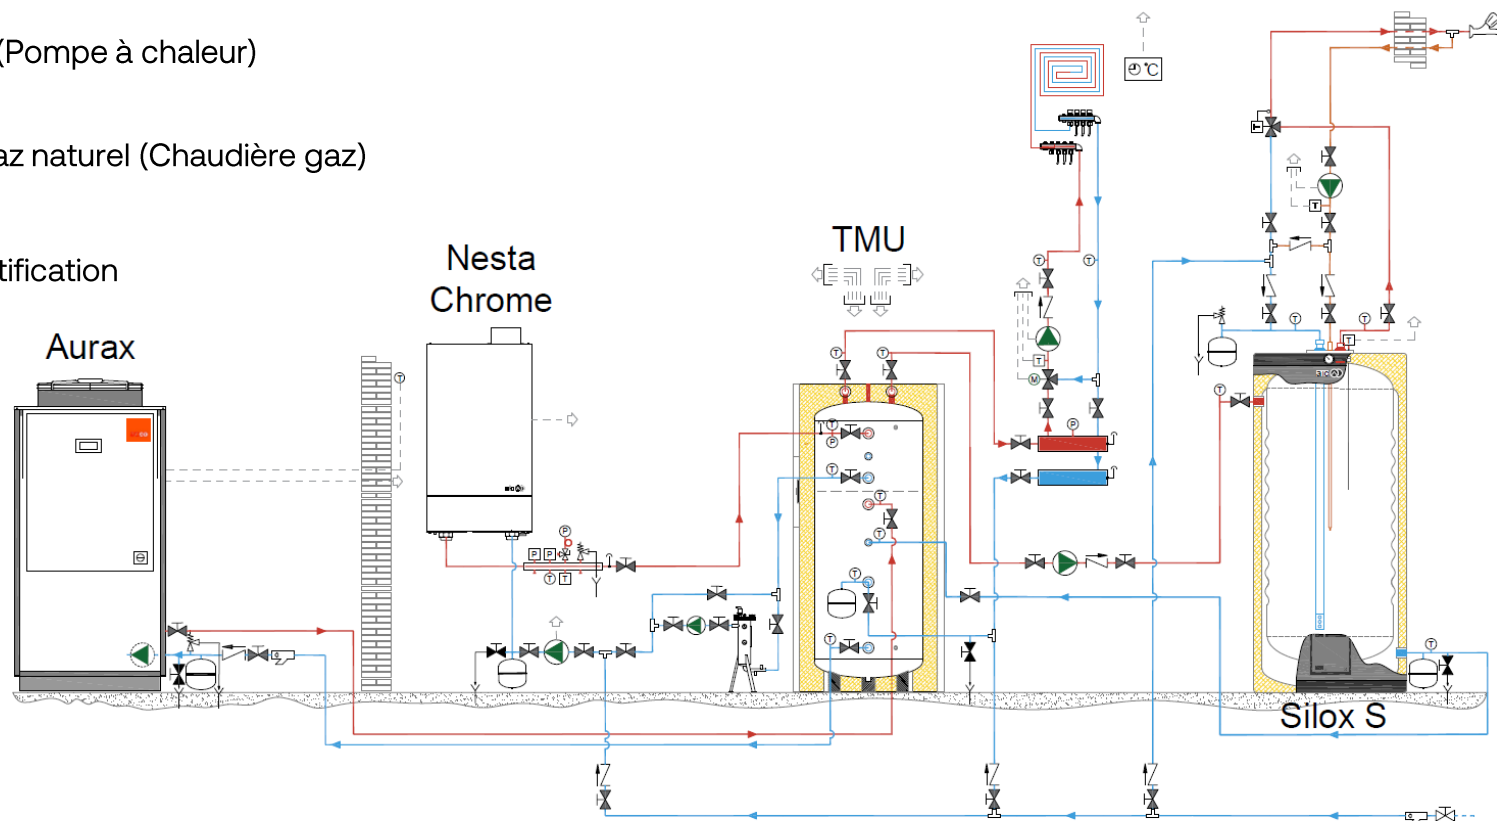 (Pompe à chaleur)
az naturel (Chaudière gaz)
tification
Aurax
Nesta
Chrome
TMU
Silox S
°C
T
T
T
T
T
M
T
T
P
T
P
T
T
T
T
T
P
P
P
T
T
T
T
T
T
T
T
T